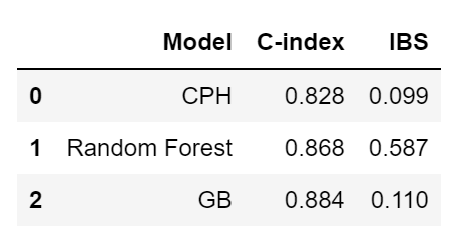 Model C-index IBS
0 CPH 0.828 0.099
1 Random Forest 0.868 0.587
2 GB 0.884 0.110